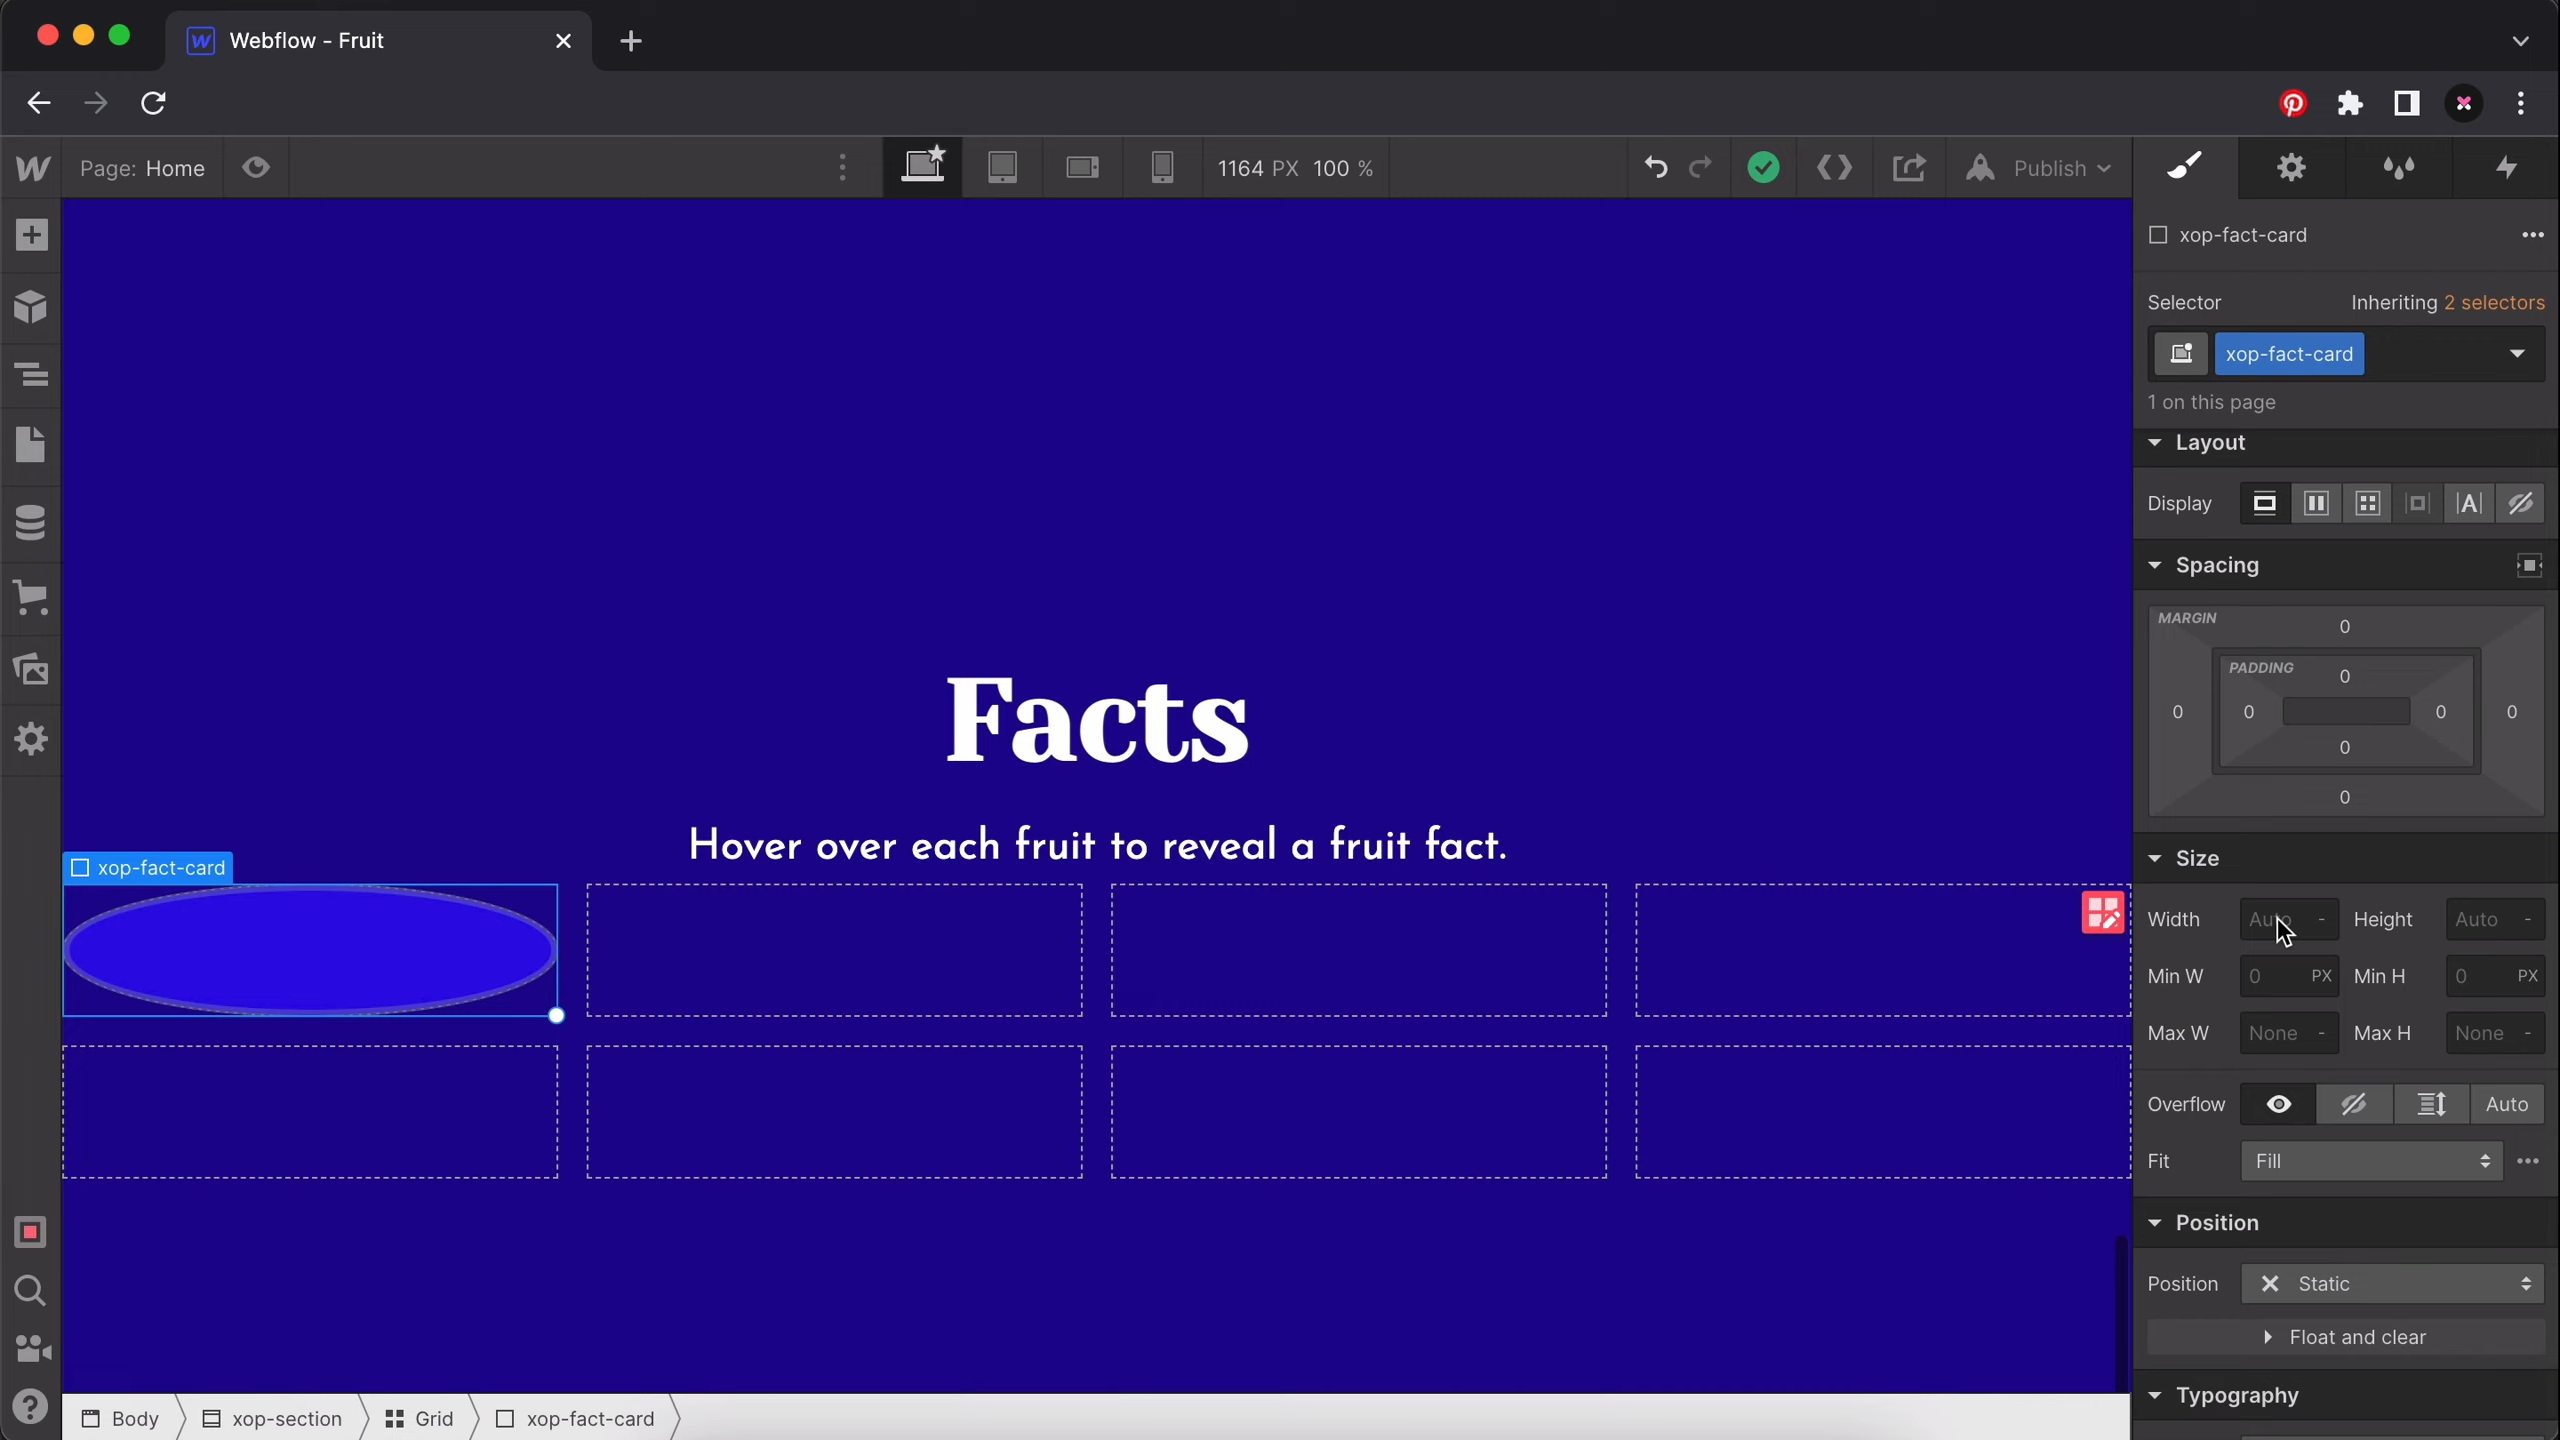 Webflow - Fruit
Page: Home
1164 PX 100 %
Publish
xop-fact-card
Selector
Inheriting 2 selectors
xop-fact-card
1 on this page
Layout
Display
Spacing
MARGIN
0
PADDING
0
0 0 0 0
0
0
Size
Width Auto - Height Auto -
Min W 0 PX Min H 0 PX
Max W None - Max H None -
Overflow Auto
Fit Fill
Position
Position Static
Float and clear
Typography
Facts
Hover over each fruit to reveal a fruit fact.
xop-fact-card
Body xop-section Grid xop-fact-card